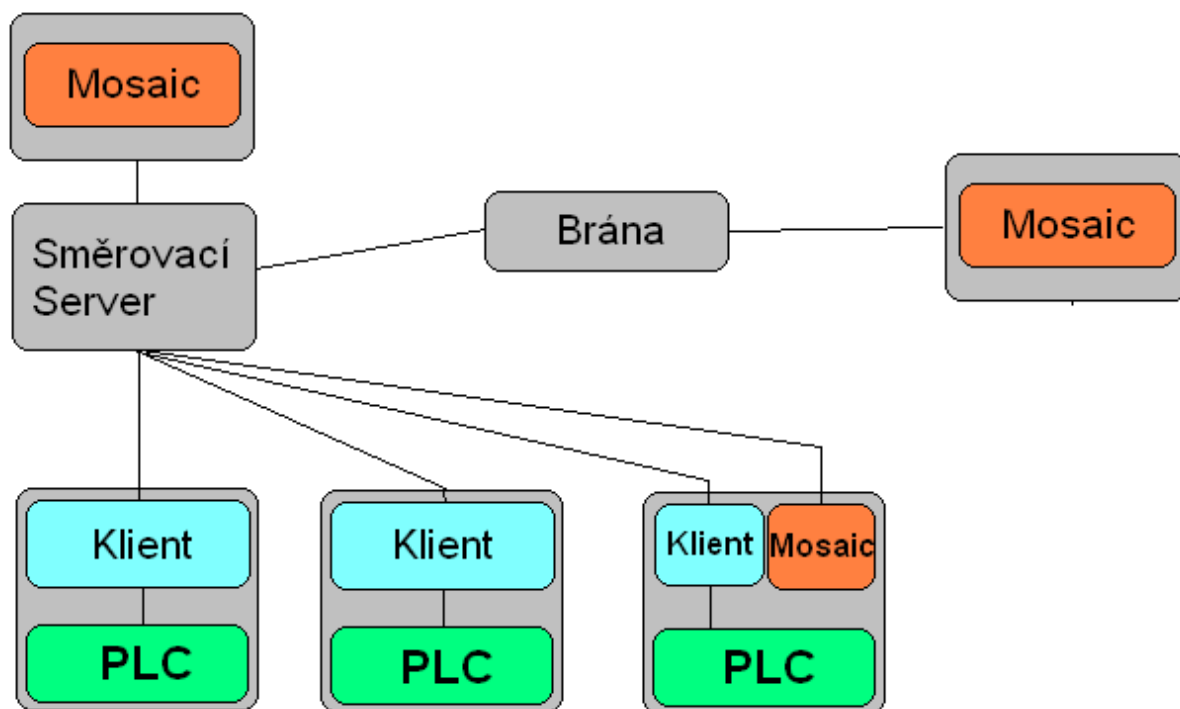 Mosaic
Směrovací
Server
Brána
Mosaic
Klient
PLC
Klient
PLC
Klient
Mosaic
PLC